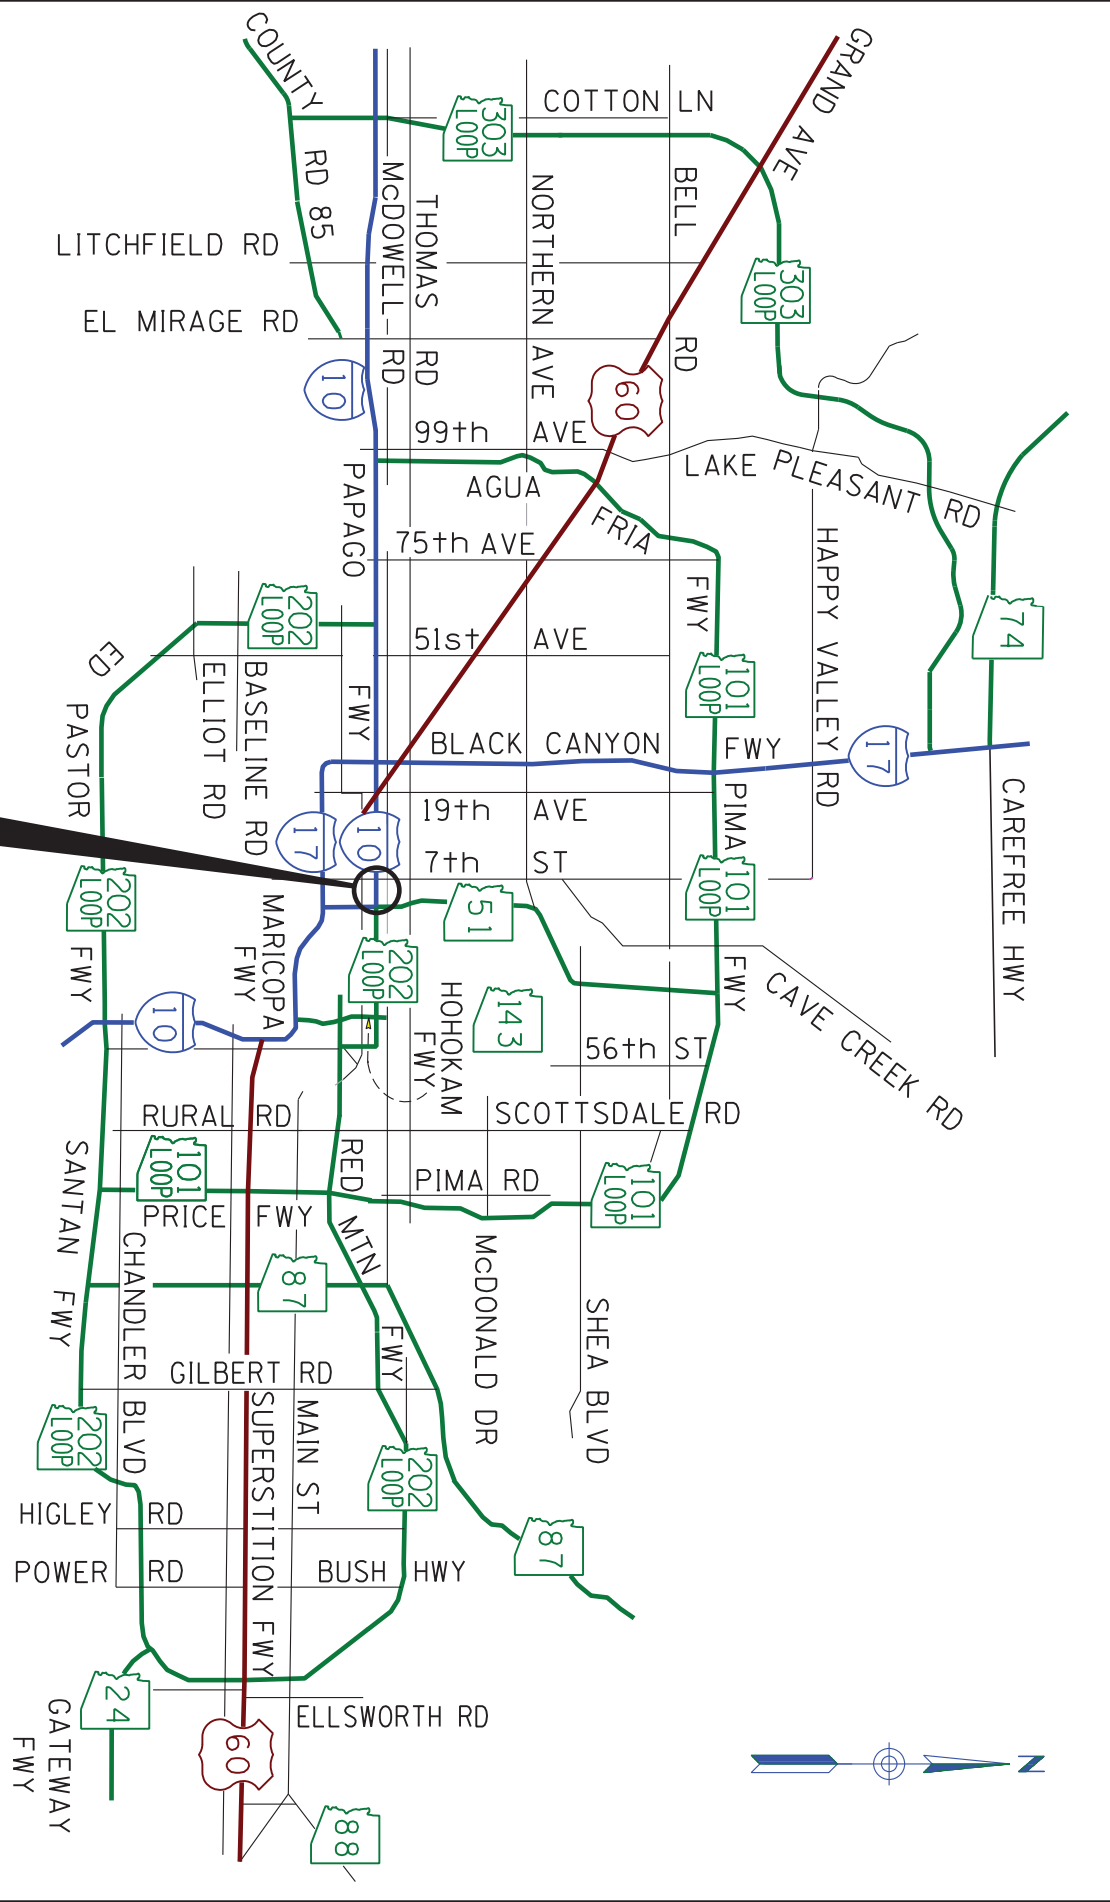 COUNTY
RD 85
GRAND AVE
COTTON LN
303
LOOP
McDOWELL RD
THOMAS RD
NORTHERN AVE
BELL RD
LITCHFIELD RD
303
LOOP
EL MIRAGE RD
10
60
99th AVE
LAKE PLEASANT RD
AGUA FRIA FWY
PAPAGO FWY
75th AVE
HAPPY VALLEY RD
202
LOOP
74
51st AVE
ED PASTOR FWY
ELLIOT RD
BASELINE RD
101
LOOP
BLACK CANYON FWY
17
19th AVE
PIMA FWY
CAREFREE HWY
17
10
7th ST
202
LOOP
101
LOOP
51
MARICOPA FWY
202
LOOP
HOHOKAM FWY
143
CAVE CREEK RD
10
56th ST
RURAL RD
SCOTTSDALE RD
SANTAN FWY
101
LOOP
RED MTN FWY
PIMA RD
101
LOOP
PRICE FWY
CHANDLER BLVD
87
McDONALD DR
SHEA BLVD
GILBERT RD
SUPERSTITION FWY
MAIN ST
202
LOOP
202
LOOP
HIGLEY RD
87
POWER RD
BUSH HWY
24
GATEWAY FWY
ELLSWORTH RD
60
N
88